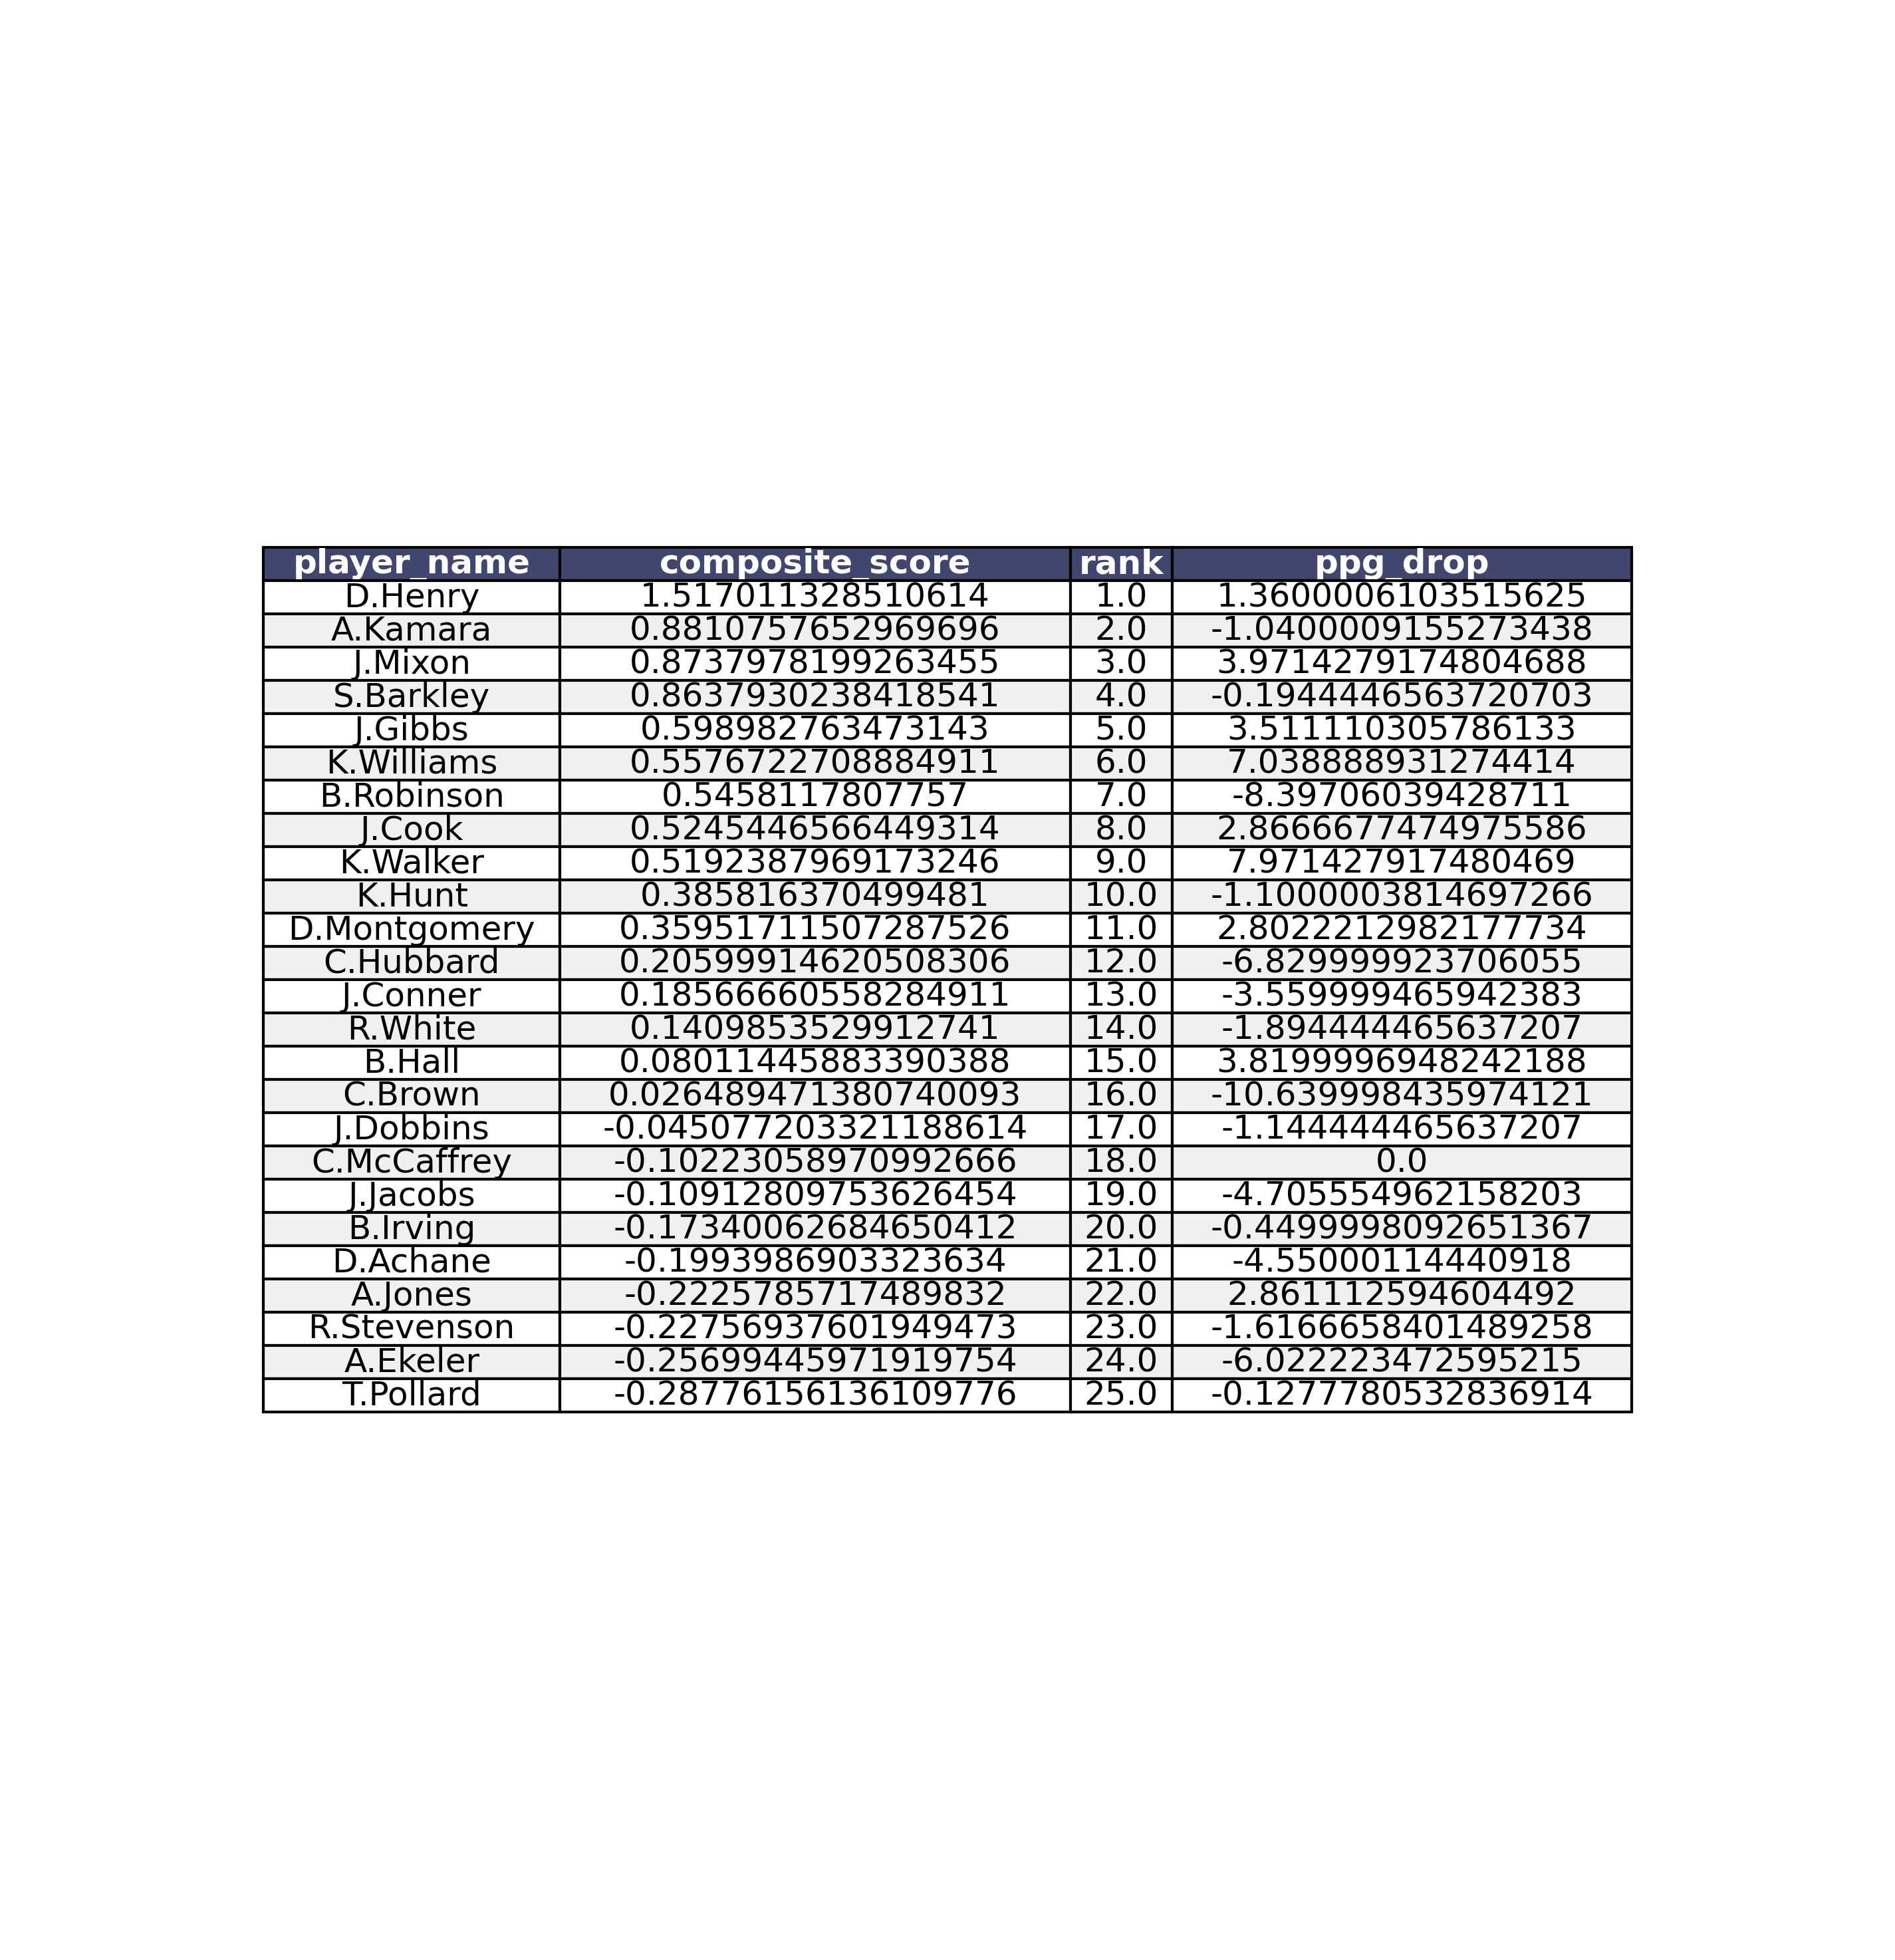 player_name composite_score rank ppg_drop
D.Henry 1.517011328510614 1.0 1.3600006103515625
A.Kamara 0.8810757652969696 2.0 -1.0400009155273438
J.Mixon 0.8737978199263455 3.0 3.9714279174804688
S.Barkley 0.8637930238418541 4.0 -0.1944446563720703
J.Gibbs 0.598982763473143 5.0 3.511110305786133
K.Williams 0.5576722708884911 6.0 7.038888931274414
B.Robinson 0.5458117807757 7.0 -8.39706039428711
J.Cook 0.5245446566449314 8.0 2.8666677474975586
K.Walker 0.5192387969173246 9.0 7.971427917480469
K.Hunt 0.385816370499481 10.0 -1.1000003814697266
D.Montgomery 0.35951711507287526 11.0 2.8022212982177734
C.Hubbard 0.20599914620508306 12.0 -6.829999923706055
J.Conner 0.18566660558284911 13.0 -3.559999465942383
R.White 0.1409853529912741 14.0 -1.894444465637207
B.Hall 0.08011445883390388 15.0 3.8199996948242188
C.Brown 0.026489471380740093 16.0 -10.639998435974121
J.Dobbins -0.045077203321188614 17.0 -1.144444465637207
C.McCaffrey -0.10223058970992666 18.0 0.0
J.Jacobs -0.10912809753626454 19.0 -4.705554962158203
B.Irving -0.17340062684650412 20.0 -0.4499998092651367
D.Achane -0.1993986903323634 21.0 -4.55000114440918
A.Jones -0.2225785717489832 22.0 2.861112594604492
R.Stevenson -0.22756937601949473 23.0 -1.6166658401489258
A.Ekeler -0.25699445971919754 24.0 -6.022223472595215
T.Pollard -0.28776156136109776 25.0 -0.1277780532836914